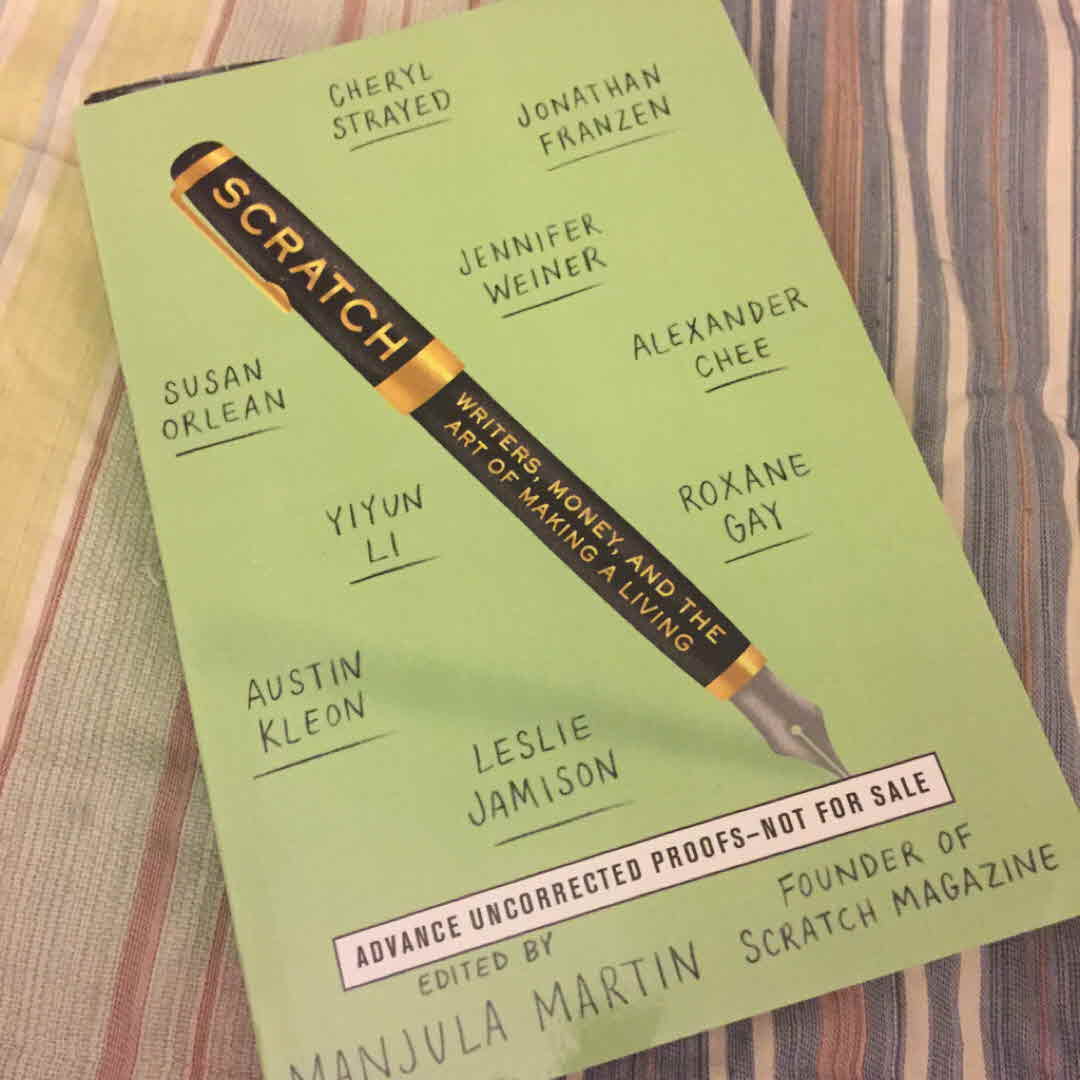 CHERYL
STRAYED
JONATHAN
FRANZEN
SCRATCH
JENNIFER
WEINER
ALEXANDER
CHEE
SUSAN
ORLEAN
WRITERS, MONEY, AND THE
ART OF MAKING A LIVING
YIYUN
LI
ROXANE
GAY
AUSTIN
KLEON
LESLIE
JAMISON
ADVANCE UNCORRECTED PROOFS–NOT FOR SALE
EDITED BY
MANJULA MARTIN
FOUNDER OF
SCRATCH MAGAZINE